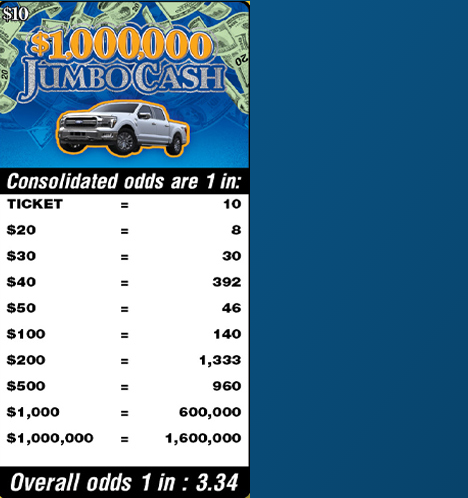 $10
$1,000,000
JUMBO CASH
Consolidated odds are 1 in:
TICKET = 10
$20 = 8
$30 = 30
$40 = 392
$50 = 46
$100 = 140
$200 = 1,333
$500 = 960
$1,000 = 600,000
$1,000,000 = 1,600,000
Overall odds 1 in : 3.34